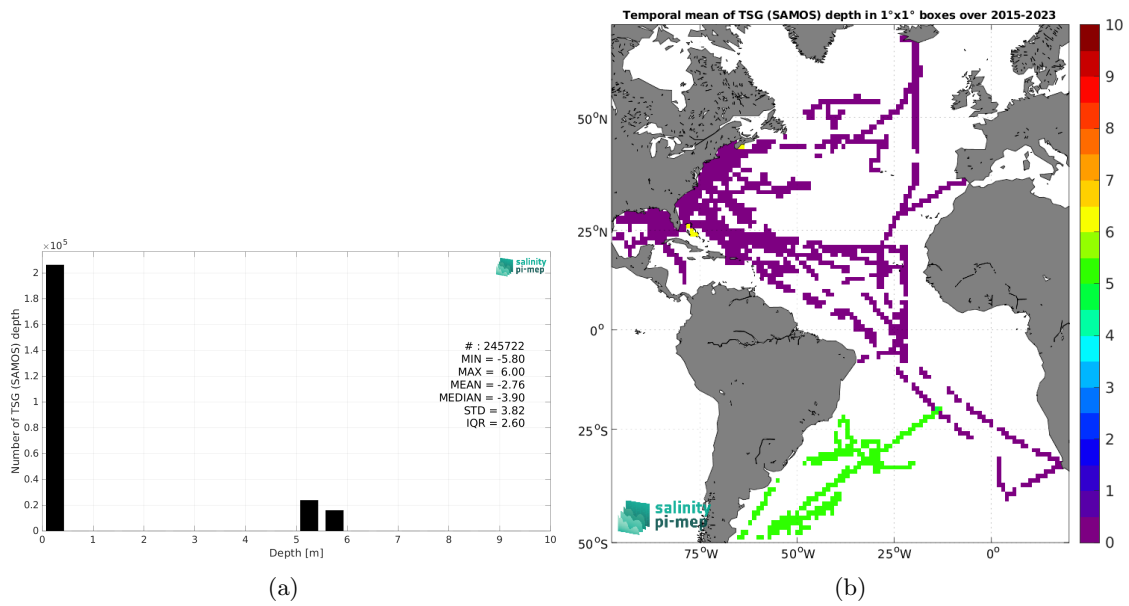 Temporal mean of TSG (SAMOS) depth in 1°x1° boxes over 2015-2023
×10⁵
2
1.8
1.6
1.4
1.2
1
0.8
0.6
0.4
0.2
0
Number of TSG (SAMOS) depth
salinity
pi-mep
# : 245722
MIN = -5.80
MAX = 6.00
MEAN = -2.76
MEDIAN = -3.90
STD = 3.82
IQR = 2.60
0 1 2 3 4 5 6 7 8 9 10
Depth [m]
(a)
50°N
25°N
0°
25°S
50°S
75°W 50°W 25°W 0°
salinity
pi-mep
10
9
8
7
6
5
4
3
2
1
0
(b)